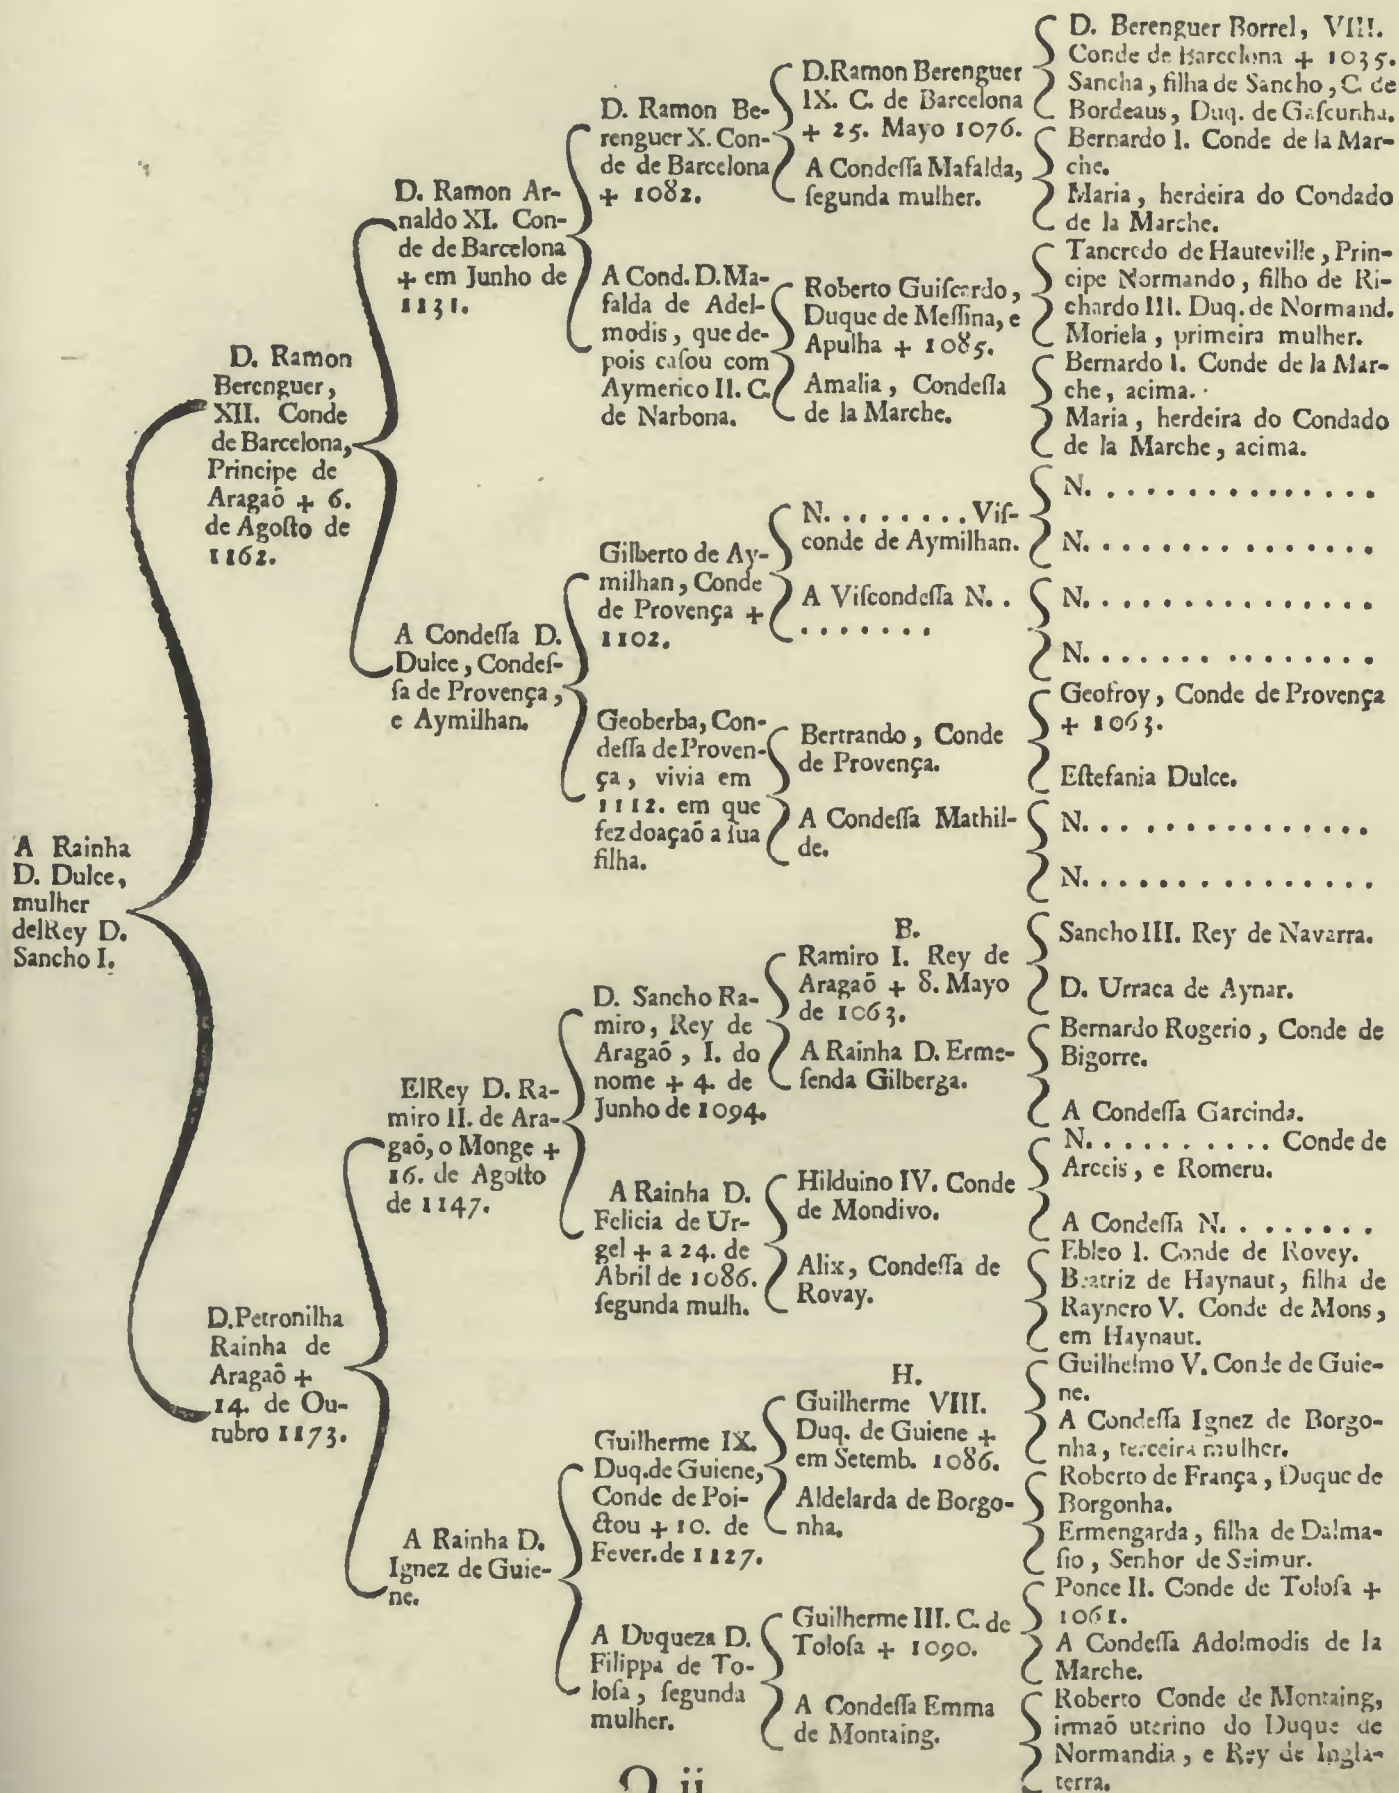 A Rainha
D. Dulce,
mulher
delRey D.
Sancho I.
D. Ramon
Berenguer,
XII. Conde
de Barcelona,
Principe de
Aragaõ + 6.
de Agoſto de
1162.
D. Petronilha
Rainha de
Aragaõ +
14. de Ou-
tubro 1173.
D. Ramon Ar-
naldo XI. Con-
de de Barcelona
+ em Junho de
1131.
A Condeſſa D.
Dulce, Condeſ-
ſa de Provença,
e Aymilhan.
ElRey D. Ra-
miro II. de Ara-
gaõ, o Monge +
16. de Agoſto
de 1147.
A Rainha D.
Ignez de Guie-
ne.
D. Ramon Be-
renguer X. Con-
de de Barcelona
+ 1082.
A Cond. D. Ma-
falda de Adel-
modis, que de-
pois caſou com
Aymerico II. C.
de Narbona.
Gilberto de Ay-
milhan, Conde
de Provença +
1102.
Geoberba, Con-
deſſa de Proven-
ça, vivia em
1112. em que
fez doaçaõ a ſua
filha.
D. Sancho Ra-
miro, Rey de
Aragaõ, I. do
nome + 4. de
Junho de 1094.
A Rainha D.
Felicia de Ur-
gel + a 24. de
Abril de 1086.
ſegunda mulh.
Guilherme IX.
Duq. de Guiene,
Conde de Poi-
ctou + 10. de
Fever. de 1127.
A Duqueza D.
Filippa de To-
loſa, ſegunda
mulher.
D. Ramon Berenguer
IX. C. de Barcelona
+ 25. Mayo 1076.
A Condeſſa Mafalda,
ſegunda mulher.
Roberto Guiſcardo,
Duque de Meſſina, e
Apulha + 1085.
Amalia, Condeſſa
de la Marche.
N. . . . . . . . Viſ-
conde de Aymilhan.
A Viſcondeſſa N. .
. . . . . . .
Bertrando, Conde
de Provença.
A Condeſſa Mathil-
de.
B.
Ramiro I. Rey de
Aragaõ + 8. Mayo
de 1063.
A Rainha D. Erme-
ſenda Gilberga.
Hilduino IV. Conde
de Mondivo.
Alix, Condeſſa de
Rovay.
H.
Guilherme VIII.
Duq. de Guiene +
em Setemb. 1086.
Aldelarda de Borgo-
nha.
Guilherme III. C. de
Toloſa + 1090.
A Condeſſa Emma
de Montaing.
D. Berenguer Borrel, VIII.
Conde de Barcelona + 1035.
Sancha, filha de Sancho, C. de
Bordeaus, Duq. de Gaſcunha.
Bernardo I. Conde de la Mar-
che.
Maria, herdeira do Condado
de la Marche.
Tancredo de Hauteville, Prin-
cipe Normando, filho de Ri-
chardo III. Duq. de Normand.
Moriela, primeira mulher.
Bernardo I. Conde de la Mar-
che, acima.
Maria, herdeira do Condado
de la Marche, acima.
N. . . . . . . . . . . . . . .
N. . . . . . . . . . . . . . .
N. . . . . . . . . . . . . . .
N. . . . . . . . . . . . . . .
Geofroy, Conde de Provença
+ 1063.
Eſtefania Dulce.
N. . . . . . . . . . . . . . .
N. . . . . . . . . . . . . . .
Sancho III. Rey de Navarra.
D. Urraca de Aynar.
Bernardo Rogerio, Conde de
Bigorre.
A Condeſſa Garcinda.
N. . . . . . . . . . Conde de
Arceis, e Romeru.
A Condeſſa N. . . . . . .
Ebleo I. Conde de Rovey.
Beatriz de Haynaut, filha de
Raynero V. Conde de Mons,
em Haynaut.
Guilhelmo V. Conde de Guie-
ne.
A Condeſſa Ignez de Borgo-
nha, terceira mulher.
Roberto de França, Duque de
Borgonha.
Ermengarda, filha de Dalma-
ſio, Senhor de Seimur.
Ponce II. Conde de Toloſa +
1061.
A Condeſſa Adolmodis de la
Marche.
Roberto Conde de Montaing,
irmaõ uterino do Duque de
Normandia, e Rey de Ingla-
terra.
ii